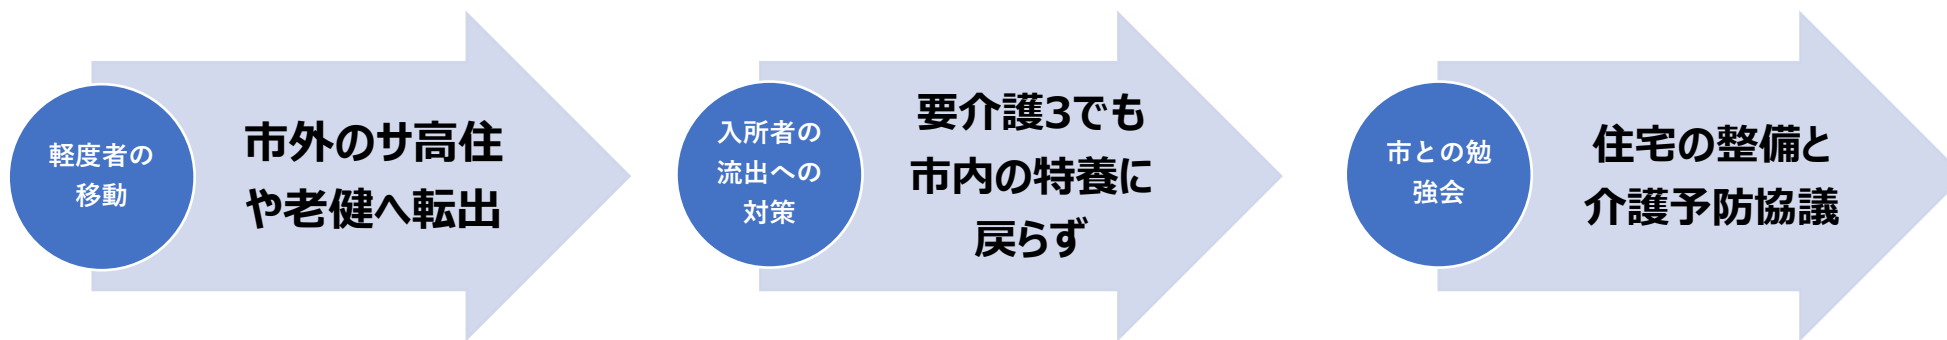 軽度者の
移動
市外のサ高住
や老健へ転出
入所者の
流出への
対策
要介護3でも
市内の特養に
戻らず
市との勉
強会
住宅の整備と
介護予防協議